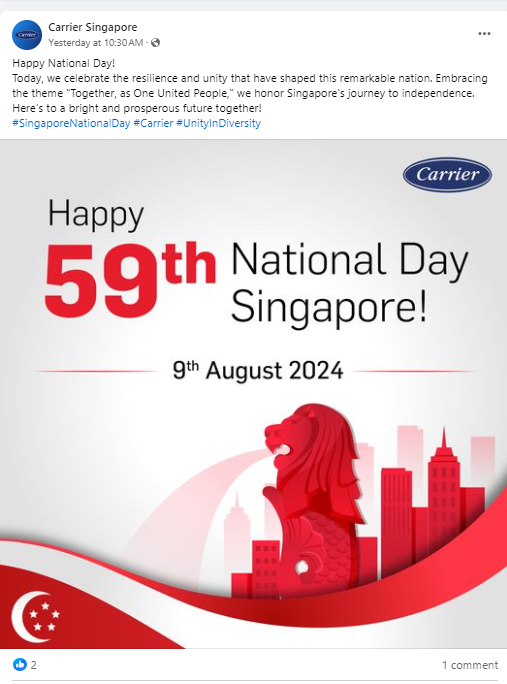 Carrier
Carrier Singapore
Yesterday at 10:30 AM ·
Happy National Day!
Today, we celebrate the resilience and unity that have shaped this remarkable nation. Embracing
the theme "Together, as One United People," we honor Singapore's journey to independence.
Here's to a bright and prosperous future together!
#SingaporeNationalDay #Carrier #UnityInDiversity
Carrier
Happy
59th National Day
Singapore!
9th August 2024
2
1 comment